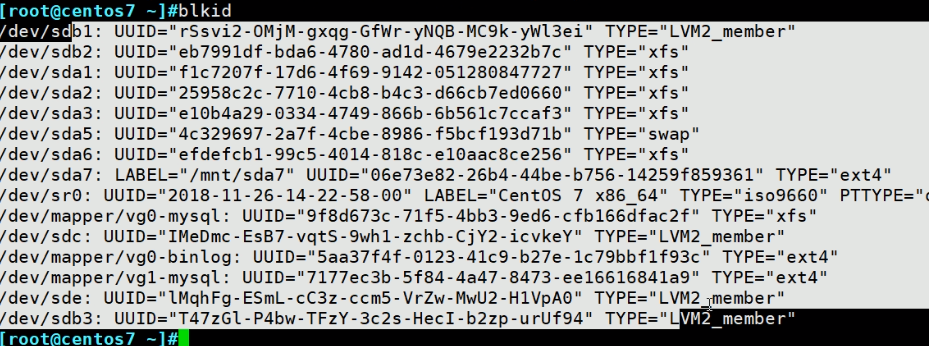 [root@centos7 ~]#blkid
/dev/sdb1: UUID="rSsvi2-OMjM-gxqg-GfWr-yNQB-MC9k-yWl3ei" TYPE="LVM2_member"
/dev/sdb2: UUID="eb7991df-bda6-4780-ad1d-4679e2232b7c" TYPE="xfs"
/dev/sda1: UUID="f1c7207f-17d6-4f69-9142-051280847727" TYPE="xfs"
/dev/sda2: UUID="25958c2c-7710-4cb8-b4c3-d66cb7ed0660" TYPE="xfs"
/dev/sda3: UUID="e10b4a29-0334-4749-866b-6b561c7ccaf3" TYPE="xfs"
/dev/sda5: UUID="4c329697-2a7f-4cbe-8986-f5bcf193d71b" TYPE="swap"
/dev/sda6: UUID="efdefcb1-99c5-4014-818c-e10aac8ce256" TYPE="xfs"
/dev/sda7: LABEL="/mnt/sda7" UUID="06e73e82-26b4-44be-b756-14259f859361" TYPE="ext4"
/dev/sr0: UUID="2018-11-26-14-22-58-00" LABEL="CentOS 7 x86_64" TYPE="iso9660" PTTYPE="
/dev/mapper/vg0-mysql: UUID="9f8d673c-71f5-4bb3-9ed6-cfb166dfac2f" TYPE="xfs"
/dev/sdc: UUID="IMeDmc-EsB7-vqtS-9wh1-zchb-CjY2-icvkeY" TYPE="LVM2_member"
/dev/mapper/vg0-binlog: UUID="5aa37f4f-0123-41c9-b27e-1c79bbf1f93c" TYPE="ext4"
/dev/mapper/vg1-mysql: UUID="7177ec3b-5f84-4a47-8473-ee16616841a9" TYPE="ext4"
/dev/sde: UUID="lMqhFg-ESmL-cC3z-ccm5-VrZw-MwU2-H1VpA0" TYPE="LVM2_member"
/dev/sdb3: UUID="T47zGl-P4bw-TFzY-3c2s-HecI-b2zp-urUf94" TYPE="LVM2_member"
[root@centos7 ~]#